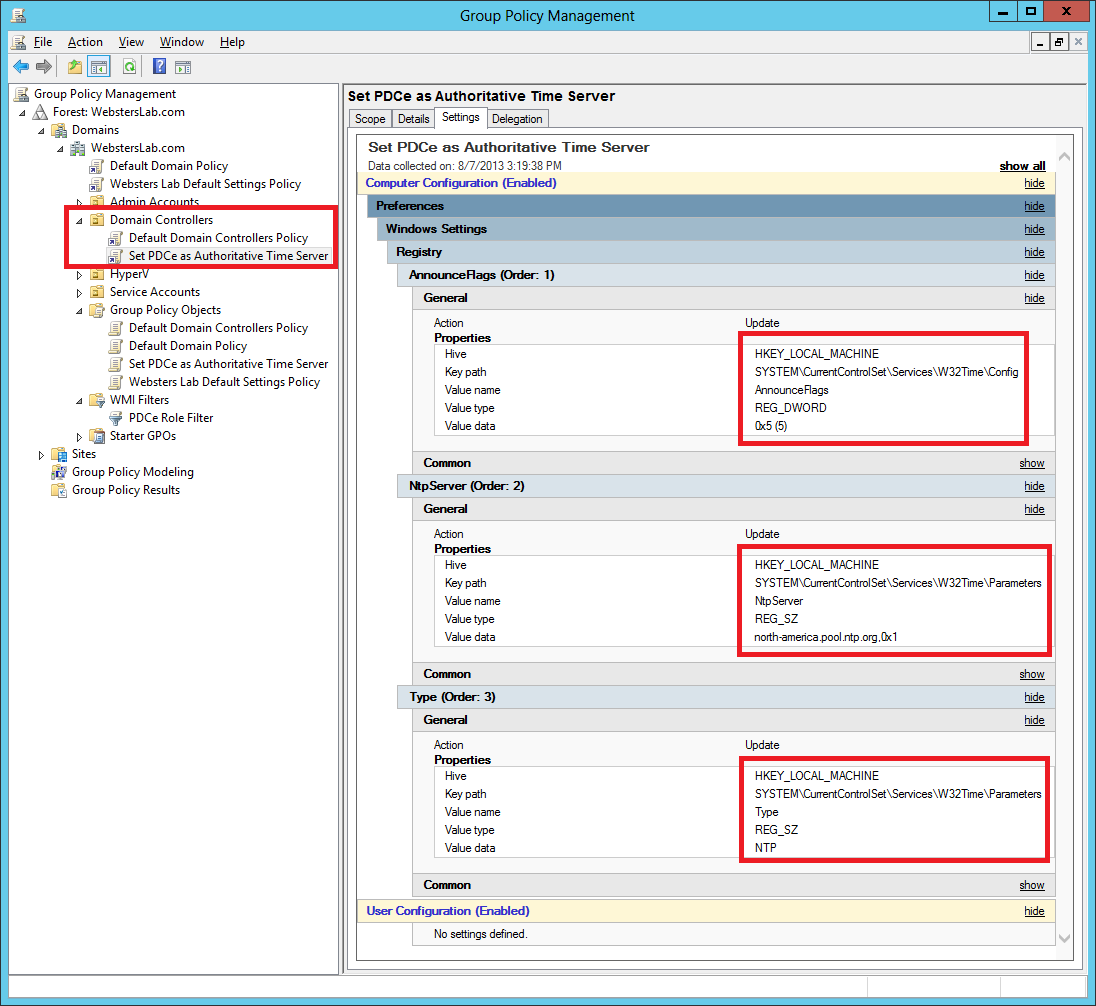 Group Policy Management
File Action View Window Help
Group Policy Management
Forest: WebstersLab.com
Domains
WebstersLab.com
Default Domain Policy
Websters Lab Default Settings Policy
Admin Accounts
Domain Controllers
Default Domain Controllers Policy
Set PDCe as Authoritative Time Server
HyperV
Service Accounts
Group Policy Objects
Default Domain Controllers Policy
Default Domain Policy
Set PDCe as Authoritative Time Server
Websters Lab Default Settings Policy
WMI Filters
PDCe Role Filter
Starter GPOs
Sites
Group Policy Modeling
Group Policy Results
Set PDCe as Authoritative Time Server
Scope Details Settings Delegation
Set PDCe as Authoritative Time Server
Data collected on: 8/7/2013 3:19:38 PM show all
Computer Configuration (Enabled) hide
Preferences hide
Windows Settings hide
Registry hide
AnnounceFlags (Order: 1) hide
General hide
Action Update
Properties
Hive HKEY_LOCAL_MACHINE
Key path SYSTEM\CurrentControlSet\Services\W32Time\Config
Value name AnnounceFlags
Value type REG_DWORD
Value data 0x5 (5)
Common show
NtpServer (Order: 2) hide
General hide
Action Update
Properties
Hive HKEY_LOCAL_MACHINE
Key path SYSTEM\CurrentControlSet\Services\W32Time\Parameters
Value name NtpServer
Value type REG_SZ
Value data north-america.pool.ntp.org,0x1
Common show
Type (Order: 3) hide
General hide
Action Update
Properties
Hive HKEY_LOCAL_MACHINE
Key path SYSTEM\CurrentControlSet\Services\W32Time\Parameters
Value name Type
Value type REG_SZ
Value data NTP
Common show
User Configuration (Enabled) hide
No settings defined.